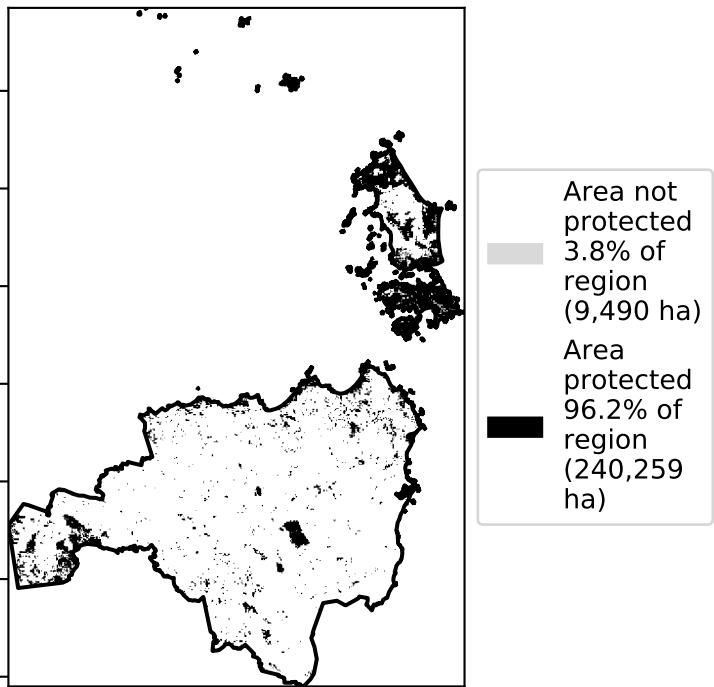 Area not
protected
3.8% of
region
(9,490 ha)
Area
protected
96.2% of
region
(240,259
ha)